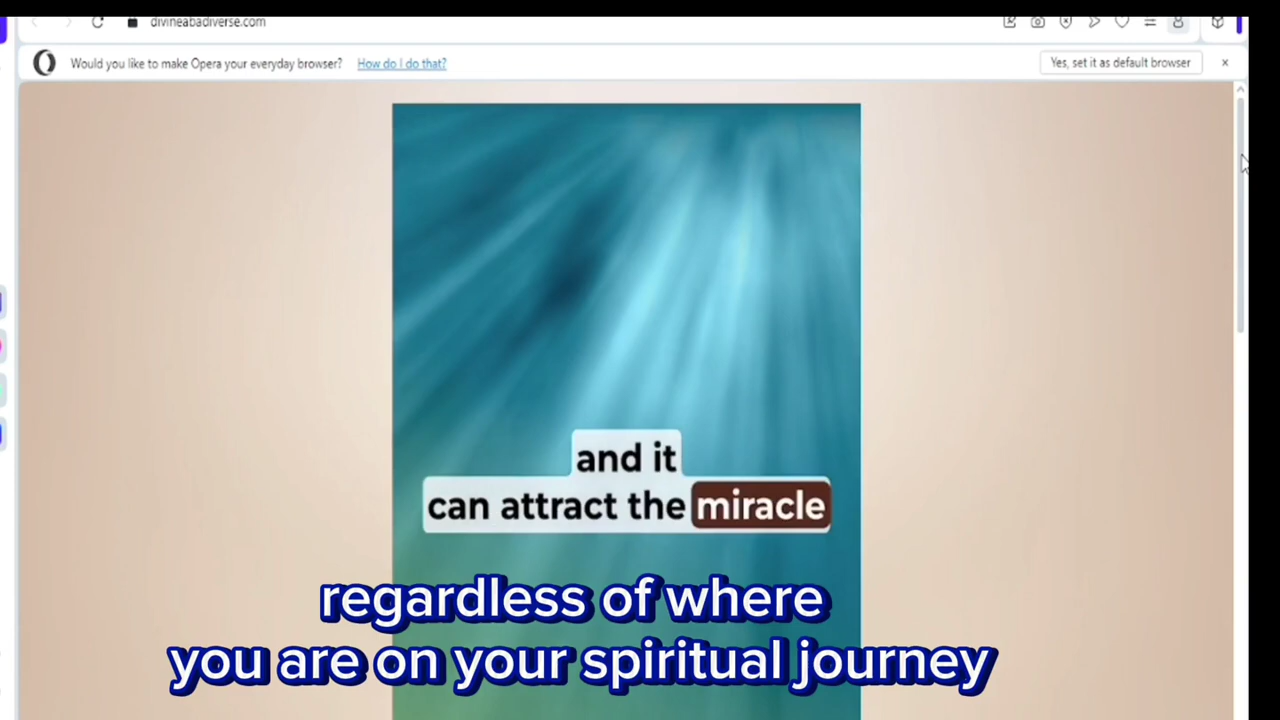 divineabadiverse.com
Would you like to make Opera your everyday browser? How do I do that? Yes, set it as default browser
and it
can attract the miracle
regardless of where
you are on your spiritual journey